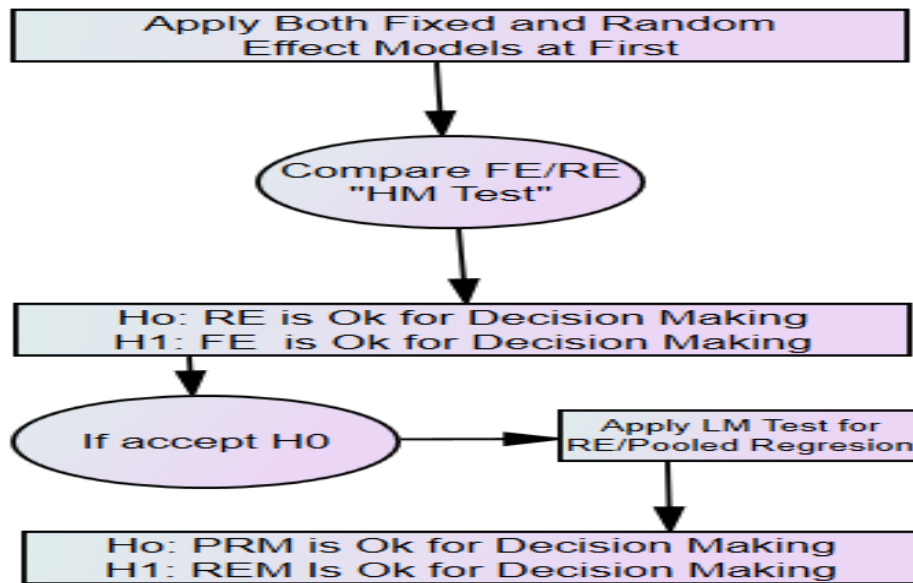 Apply Both Fixed and Random
Effect Models at First
Compare FE/RE
"HM Test"
Ho: RE is Ok for Decision Making
H1: FE is Ok for Decision Making
If accept H0
Apply LM Test for
RE/Pooled Regresion
Ho: PRM is Ok for Decision Making
H1: REM Is Ok for Decision Making